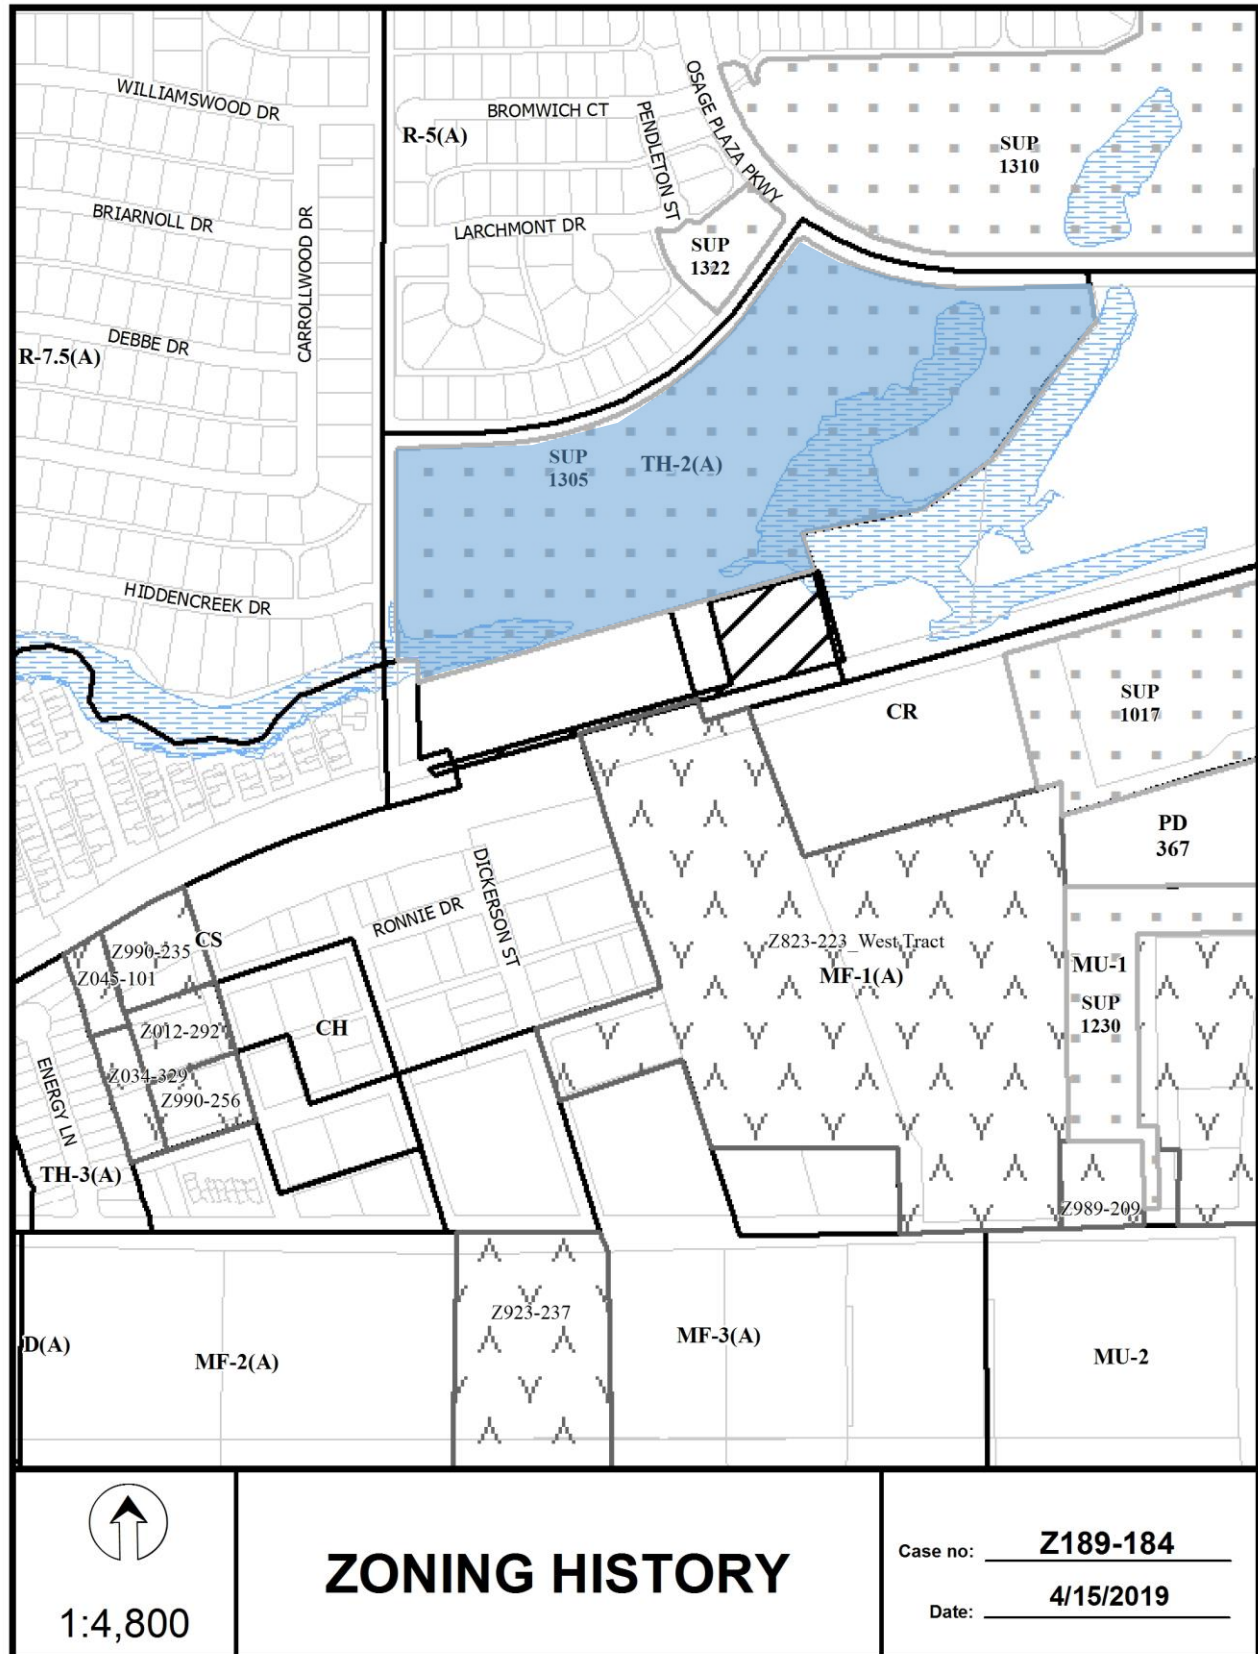 WILLIAMSWOOD DR
BROMWICH CT
OSAGE PLAZA PKWY
R-5(A)
PENDLETON ST
SUP
1310
BRIARNOLL DR
LARCHMONT DR
CARROLLWOOD DR
SUP
1322
DEBBE DR
R-7.5(A)
SUP
1305
TH-2(A)
HIDDENCREEK DR
SUP
1017
CR
PD
367
DICKERSON ST
RONNIE DR
Z990-235
CS
Z045-101
Z823-223_West Tract
MF-1(A)
MU-1
SUP
1230
Z012-292
CH
Z034-329
Z990-256
ENERGY LN
TH-3(A)
Z989-209
Z923-237
D(A)
MF-2(A)
MF-3(A)
MU-2
1:4,800
ZONING HISTORY
Case no: Z189-184
Date: 4/15/2019